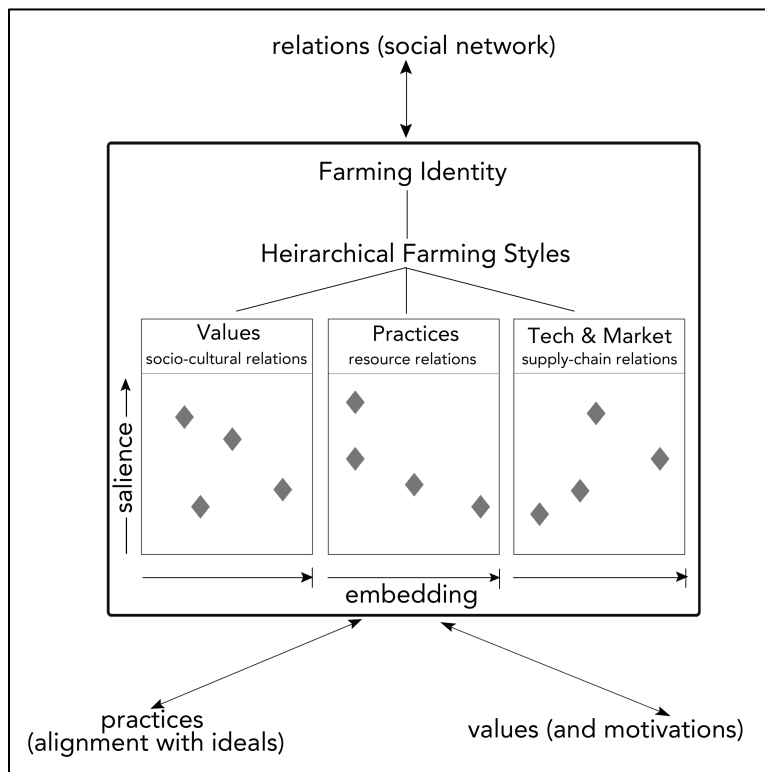 relations (social network)
Farming Identity
Heirarchical Farming Styles
Values
socio-cultural relations
Practices
resource relations
Tech & Market
supply-chain relations
salience
embedding
practices
(alignment with ideals)
values (and motivations)